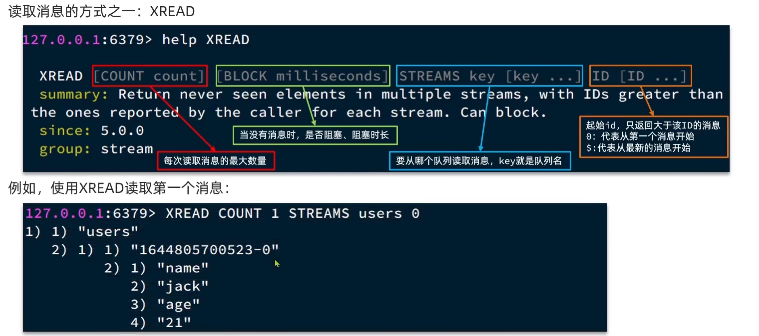 读取消息的方式之一：XREAD
127.0.0.1:6379> help XREAD
XREAD [COUNT count] [BLOCK milliseconds] STREAMS key [key ...] ID [ID ...]
summary: Return never seen elements in multiple streams, with IDs greater than
the ones reported by the caller for each stream. Can block.
since: 5.0.0
group: stream
当没有消息时，是否阻塞、阻塞时长
起始id，只返回大于该ID的消息
0：代表从第一个消息开始
$:代表从最新的消息开始
每次读取消息的最大数量
要从哪个队列读取消息，key就是队列名
例如，使用XREAD读取第一个消息：
127.0.0.1:6379> XREAD COUNT 1 STREAMS users 0
1) 1) "users"
2) 1) 1) "1644805700523-0"
2) 1) "name"
2) "jack"
3) "age"
4) "21"